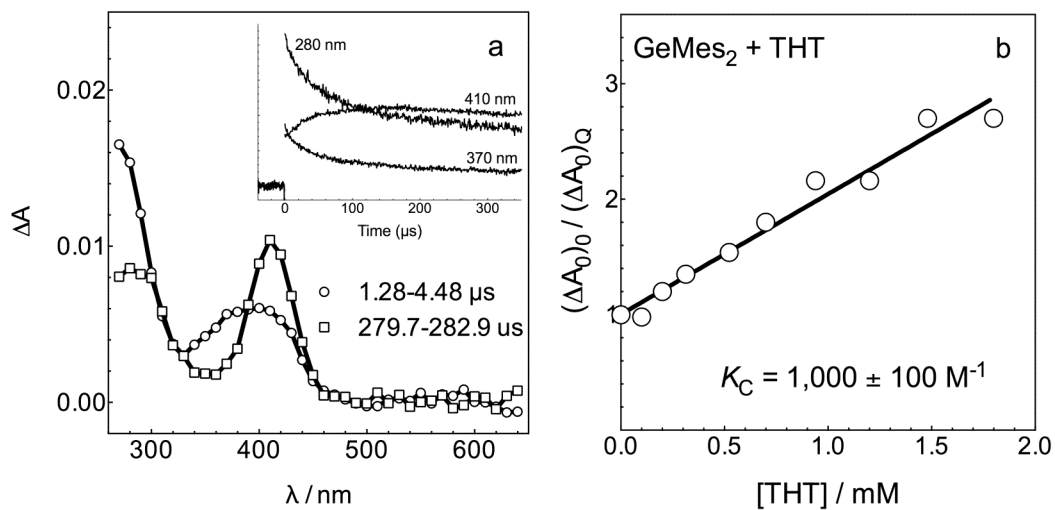 a
0.02
0.01
0.00
ΔA
300
400
500
600
λ / nm
280 nm
410 nm
370 nm
0
100
200
300
Time (µs)
1.28-4.48 µs
279.7-282.9 us
GeMes2 + THT
b
3
2
(ΔA0)0 / (ΔA0)Q
KC = 1,000 ± 100 M-1
0.0
0.5
1.0
1.5
2.0
[THT] / mM